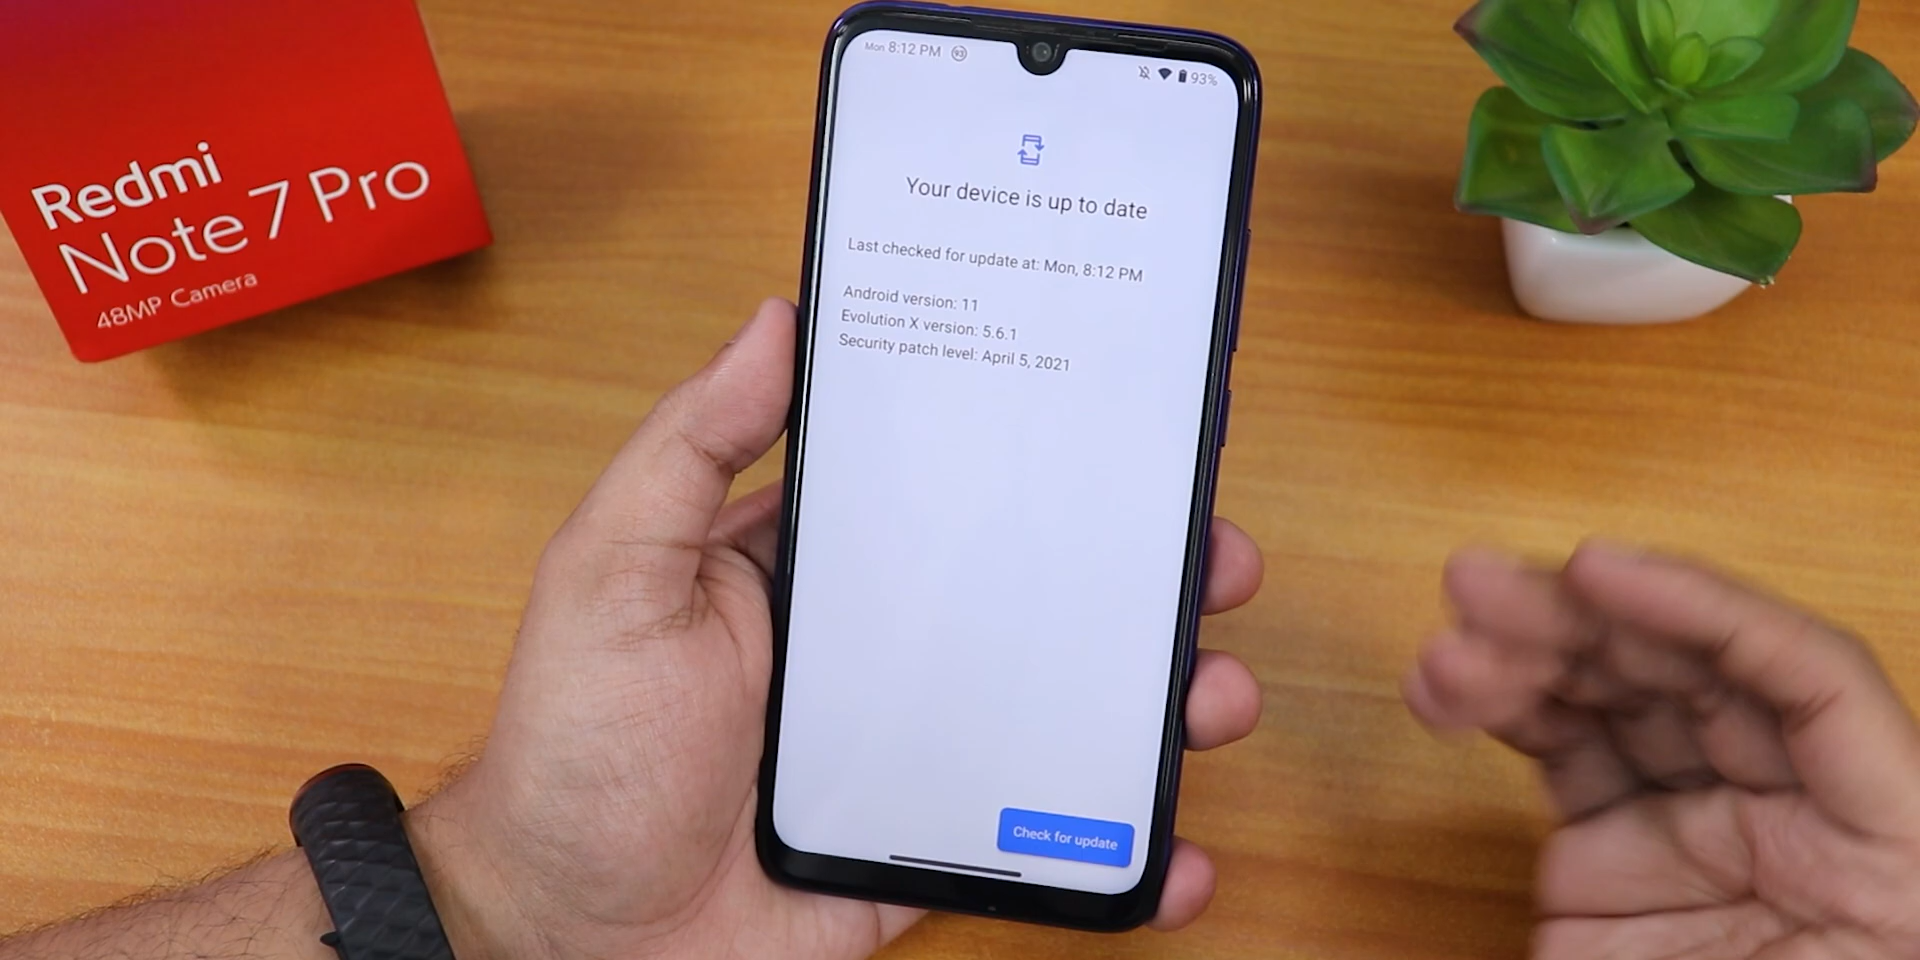 Redmi
Note 7 Pro
48MP Camera
Mon 8:12 PM 93
93%
Your device is up to date
Last checked for update at: Mon, 8:12 PM
Android version: 11
Evolution X version: 5.6.1
Security patch level: April 5, 2021
Check for update